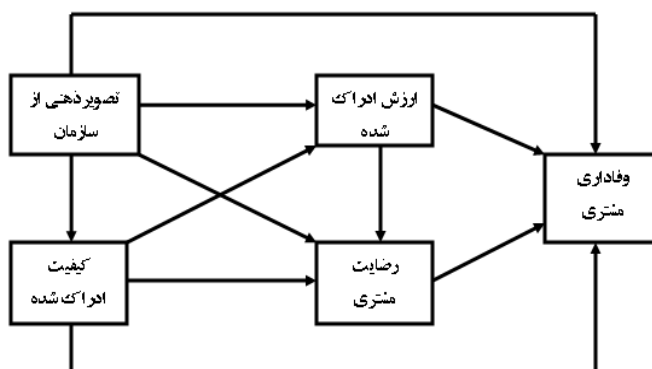 تصویرذهنی از
سازمان
ارزش ادراک
شده
وفاداری
مشتری
کیفیت
ادراک شده
رضایت
مشتری